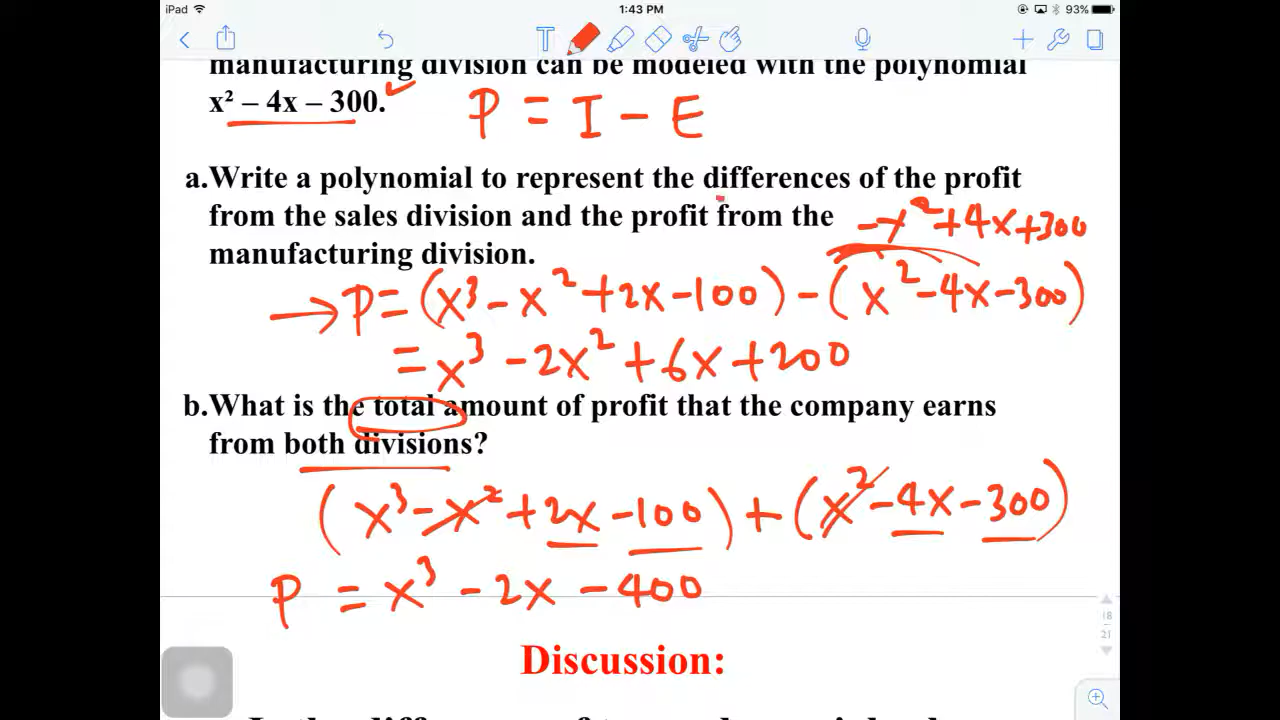 iPad 1:43 PM 93%
manufacturing division can be modeled with the polynomial
x² – 4x – 300.
P = I − E
a.Write a polynomial to represent the differences of the profit
from the sales division and the profit from the
−x² + 4x + 300
manufacturing division.
→ P = (x³ − x² + 2x − 100) − (x² − 4x − 300)
= x³ − 2x² + 6x + 200
b.What is the total amount of profit that the company earns
from both divisions?
(x³ − x² + 2x − 100) + (x² − 4x − 300)
P = x³ − 2x − 400
18
21
Discussion: